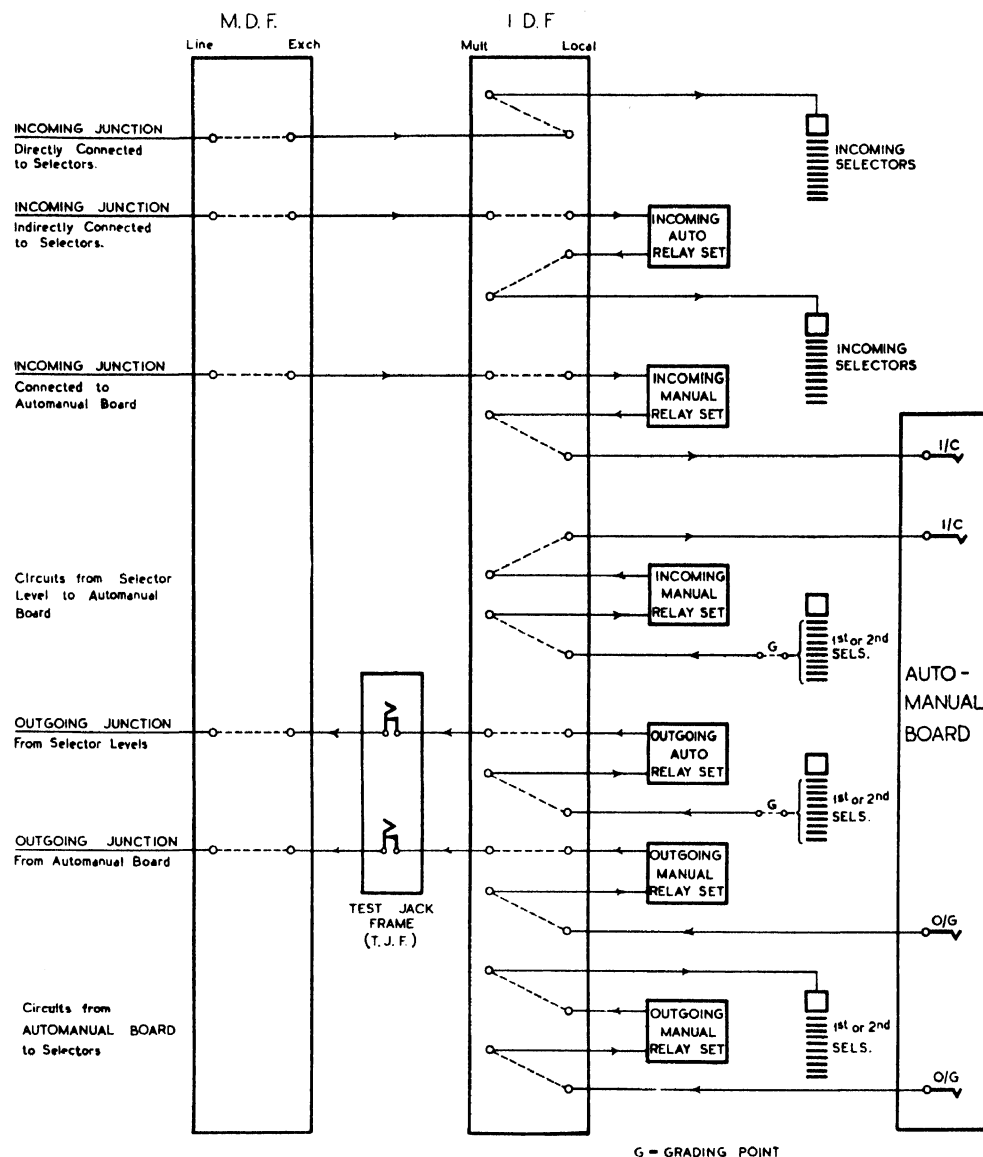 M.D.F.
I D F
Line
Exch
Mult
Local
INCOMING JUNCTION
Directly Connected
to Selectors.
INCOMING
SELECTORS
INCOMING JUNCTION
Indirectly Connected
to Selectors.
INCOMING
AUTO
RELAY SET
INCOMING
SELECTORS
INCOMING JUNCTION
Connected to
Automanual Board
INCOMING
MANUAL
RELAY SET
I/C
I/C
Circuits from Selector
Level to Automanual
Board
INCOMING
MANUAL
RELAY SET
G
1st or 2nd
SELS.
AUTO-
MANUAL
BOARD
OUTGOING JUNCTION
From Selector Levels
OUTGOING
AUTO
RELAY SET
G
1st or 2nd
SELS.
OUTGOING JUNCTION
From Automanual Board
OUTGOING
MANUAL
RELAY SET
TEST JACK
FRAME
(T.J.F.)
O/G
Circuits from
AUTOMANUAL BOARD
to Selectors
OUTGOING
MANUAL
RELAY SET
1st or 2nd
SELS.
O/G
G = GRADING POINT